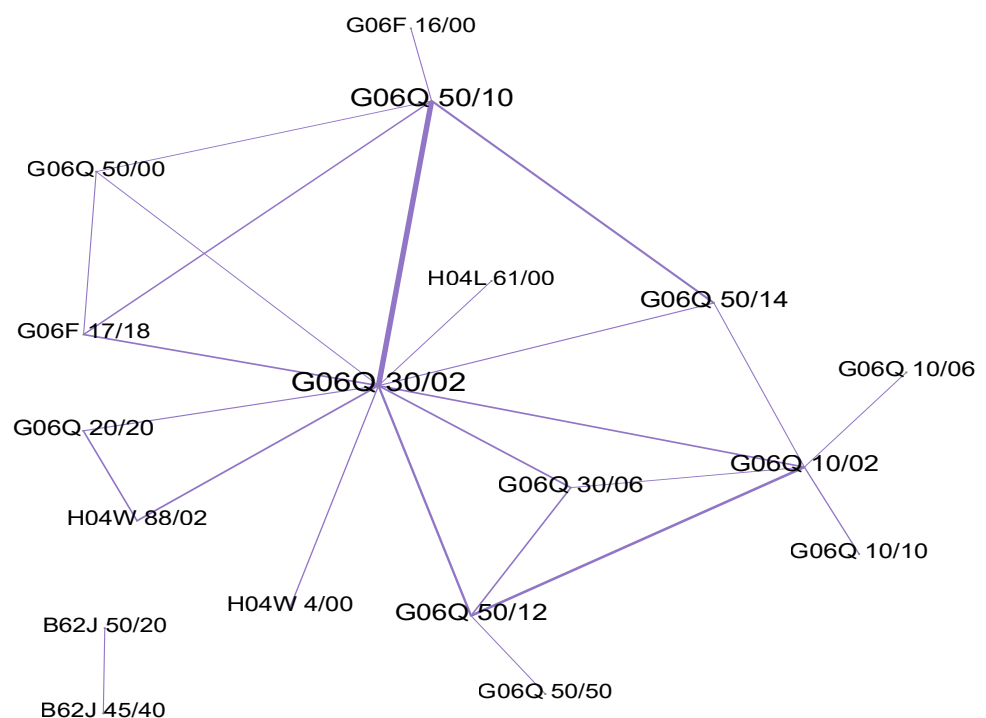 G06F 16/00
G06Q 50/10
G06Q 50/00
H04L 61/00
G06Q 50/14
G06F 17/18
G06Q 30/02
G06Q 10/06
G06Q 20/20
G06Q 10/02
G06Q 30/06
H04W 88/02
G06Q 10/10
H04W 4/00
G06Q 50/12
B62J 50/20
G06Q 50/50
B62J 45/40